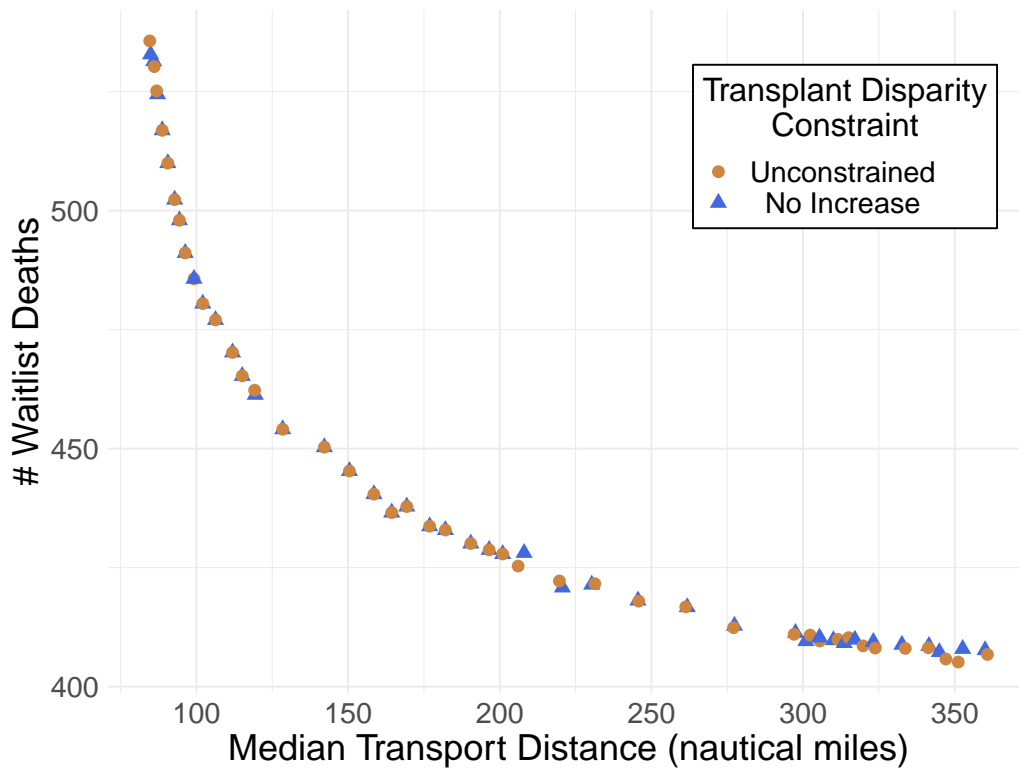 Transplant Disparity
Constraint
Unconstrained
No Increase
# Waitlist Deaths
500
450
400
100 150 200 250 300 350
Median Transport Distance (nautical miles)